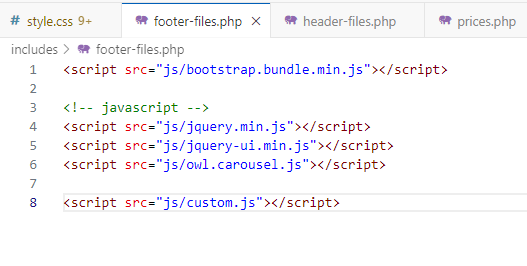 # style.css 9+ footer-files.php × header-files.php prices.php
includes > footer-files.php
1 <script src="js/bootstrap.bundle.min.js"></script>
2
3 <!-- javascript -->
4 <script src="js/jquery.min.js"></script>
5 <script src="js/jquery-ui.min.js"></script>
6 <script src="js/owl.carousel.js"></script>
7
8 <script src="js/custom.js"></script>